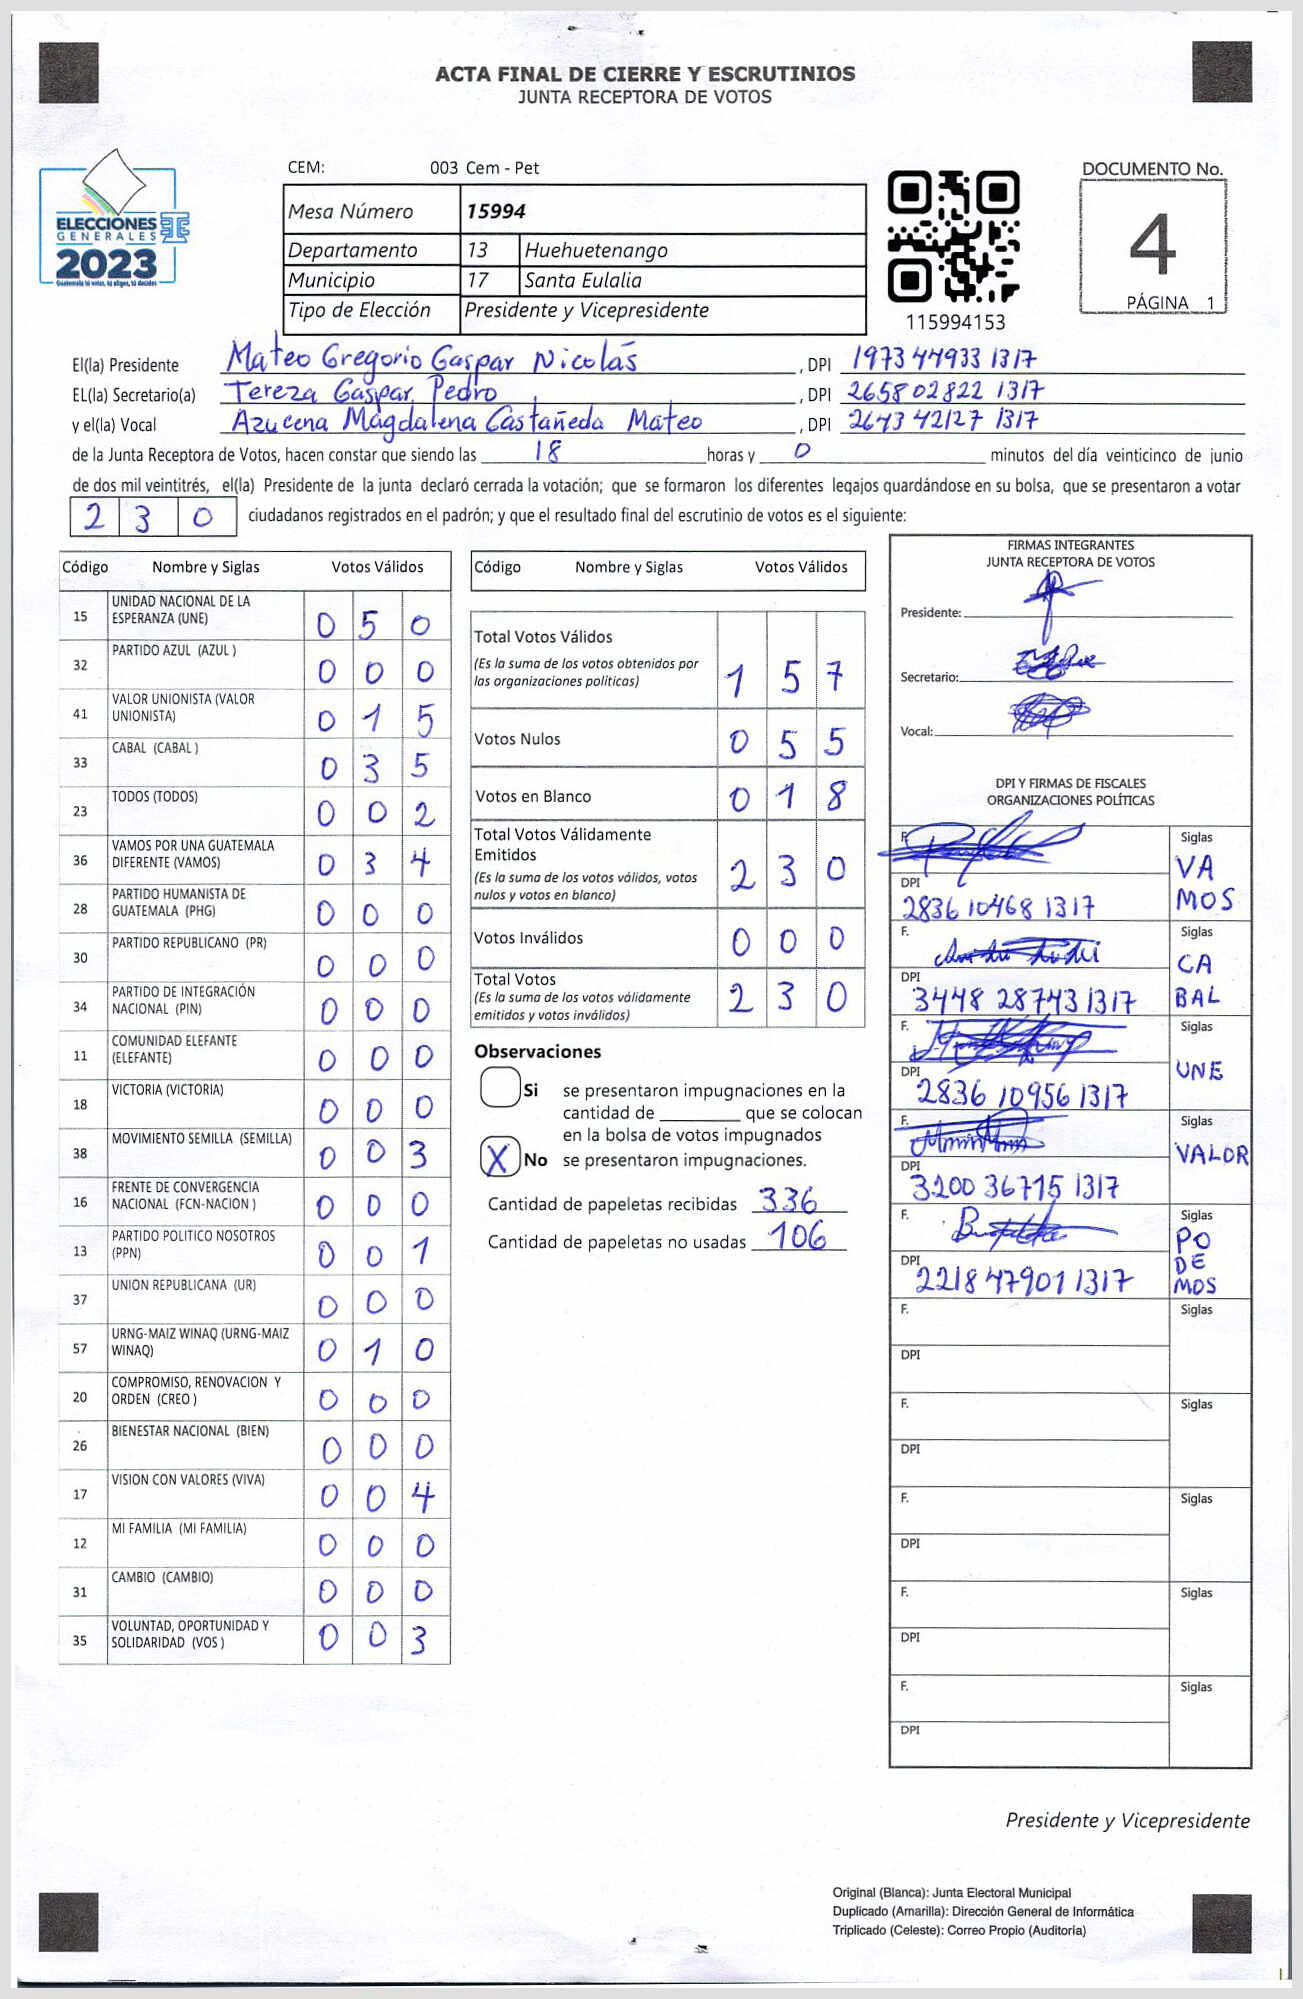 ACTA FINAL DE CIERRE Y ESCRUTINIOS
JUNTA RECEPTORA DE VOTOS
ELECCIONES
GENERALES
2023
Guatemala tú votas, tú eliges, tú decides
CEM: 003 Cem - Pet
Mesa Número 15994
Departamento 13 Huehuetenango
Municipio 17 Santa Eulalia
Tipo de Elección Presidente y Vicepresidente
115994153
DOCUMENTO No.
4
PÁGINA 1
El(la) Presidente Mateo Gregorio Gaspar Nicolás, DPI 1973 44933 1317
EL(la) Secretario(a) Tereza Gaspar Pedro, DPI 2658 02822 1317
y el(la) Vocal Azucena Magdalena Castañeda Mateo, DPI 2643 42127 1317
de la Junta Receptora de Votos, hacen constar que siendo las 18 horas y 0 minutos del día veinticinco de junio
de dos mil veintitrés, el(la) Presidente de la junta declaró cerrada la votación; que se formaron los diferentes legajos guardándose en su bolsa, que se presentaron a votar
2 3 0 ciudadanos registrados en el padrón; y que el resultado final del escrutinio de votos es el siguiente:
Código Nombre y Siglas Votos Válidos
15 UNIDAD NACIONAL DE LA
ESPERANZA (UNE) 0 5 0
32 PARTIDO AZUL (AZUL ) 0 0 0
41 VALOR UNIONISTA (VALOR
UNIONISTA) 0 1 5
33 CABAL (CABAL ) 0 3 5
23 TODOS (TODOS) 0 0 2
36 VAMOS POR UNA GUATEMALA
DIFERENTE (VAMOS) 0 3 4
28 PARTIDO HUMANISTA DE
GUATEMALA (PHG) 0 0 0
30 PARTIDO REPUBLICANO (PR) 0 0 0
34 PARTIDO DE INTEGRACIÓN
NACIONAL (PIN) 0 0 0
11 COMUNIDAD ELEFANTE
(ELEFANTE) 0 0 0
18 VICTORIA (VICTORIA) 0 0 0
38 MOVIMIENTO SEMILLA (SEMILLA) 0 0 3
16 FRENTE DE CONVERGENCIA
NACIONAL (FCN-NACION ) 0 0 0
13 PARTIDO POLITICO NOSOTROS
(PPN) 0 0 1
37 UNION REPUBLICANA (UR) 0 0 0
57 URNG-MAIZ WINAQ (URNG-MAIZ
WINAQ) 0 1 0
20 COMPROMISO, RENOVACION Y
ORDEN (CREO ) 0 0 0
26 BIENESTAR NACIONAL (BIEN) 0 0 0
17 VISION CON VALORES (VIVA) 0 0 4
12 MI FAMILIA (MI FAMILIA) 0 0 0
31 CAMBIO (CAMBIO) 0 0 0
35 VOLUNTAD, OPORTUNIDAD Y
SOLIDARIDAD (VOS ) 0 0 3
Código Nombre y Siglas Votos Válidos
Total Votos Válidos
(Es la suma de los votos obtenidos por
las organizaciones políticas) 1 5 7
Votos Nulos 0 5 5
Votos en Blanco 0 1 8
Total Votos Válidamente
Emitidos
(Es la suma de los votos válidos, votos
nulos y votos en blanco) 2 3 0
Votos Inválidos 0 0 0
Total Votos
(Es la suma de los votos válidamente
emitidos y votos inválidos) 2 3 0
Observaciones
Si se presentaron impugnaciones en la
cantidad de ________ que se colocan
en la bolsa de votos impugnados
X No se presentaron impugnaciones.
Cantidad de papeletas recibidas 336
Cantidad de papeletas no usadas 106
FIRMAS INTEGRANTES
JUNTA RECEPTORA DE VOTOS
Presidente:
Secretario:
Vocal:
DPI Y FIRMAS DE FISCALES
ORGANIZACIONES POLÍTICAS
F. Siglas
VA
MOS
DPI
2836 10468 1317
F. Siglas
CA
BAL
DPI
3448 28743 1317
F. Siglas
UNE
DPI
2836 10956 1317
F.
VALOR
DPI
3200 36715 1317
F. Siglas
PO
DE
MOS
DPI
2218 47901 1317
F. Siglas
DPI
F. Siglas
DPI
F. Siglas
DPI
F. Siglas
DPI
F. Siglas
DPI
Presidente y Vicepresidente
Original (Blanca): Junta Electoral Municipal
Duplicado (Amarilla): Dirección General de Informática
Triplicado (Celeste): Correo Propio (Auditoría)